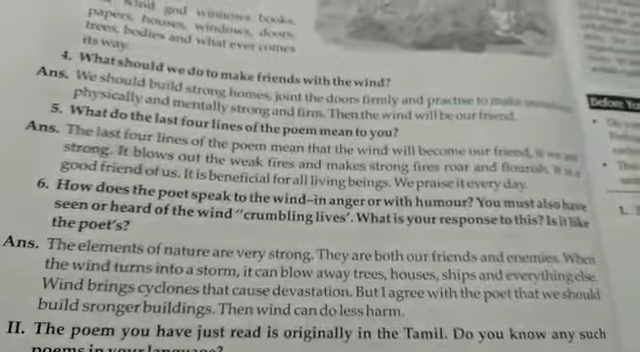 wind god winnows books,
papers, houses, windows, doors,
trees, bodies and what ever comes
its way.
4. What should we do to make friends with the wind?
Ans. We should build strong homes, joint the doors firmly and practise to make
physically and mentally strong and firm. Then the wind will be our friend.
5. What do the last four lines of the poem mean to you?
Ans. The last four lines of the poem mean that the wind will become our friend, if we are
strong. It blows out the weak fires and makes strong fires roar and flourish. It is a
good friend of us. It is beneficial for all living beings. We praise it every day.
6. How does the poet speak to the wind–in anger or with humour? You must also have
seen or heard of the wind "crumbling lives'. What is your response to this? Is it like
the poet's?
Ans. The elements of nature are very strong. They are both our friends and enemies. When
the wind turns into a storm, it can blow away trees, houses, ships and everything else.
Wind brings cyclones that cause devastation. But I agree with the poet that we should
build sronger buildings. Then wind can do less harm.
II. The poem you have just read is originally in the Tamil. Do you know any such
poems in your language?
Before
1.